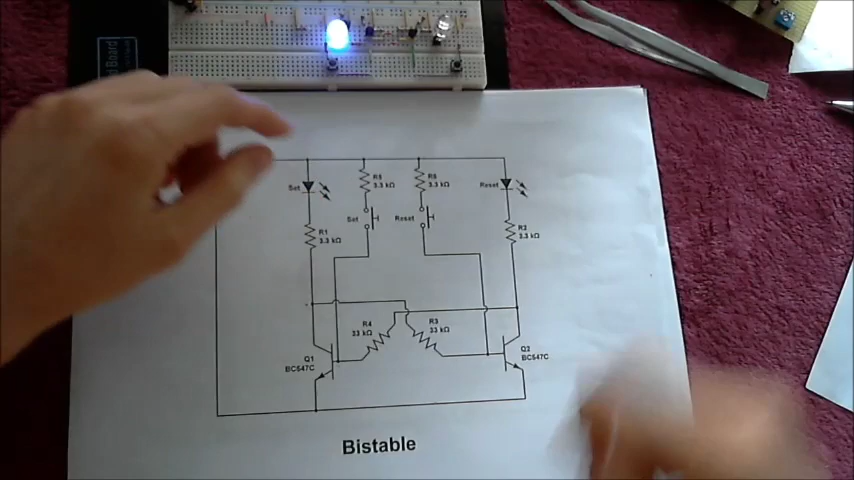 Board
Set
R5
3.3 kΩ
R6
3.3 kΩ
Reset
Set
Reset
R1
3.3 kΩ
R2
3.3 kΩ
R4
33 kΩ
R3
33 kΩ
Q1
BC547C
Q2
BC547C
Bistable